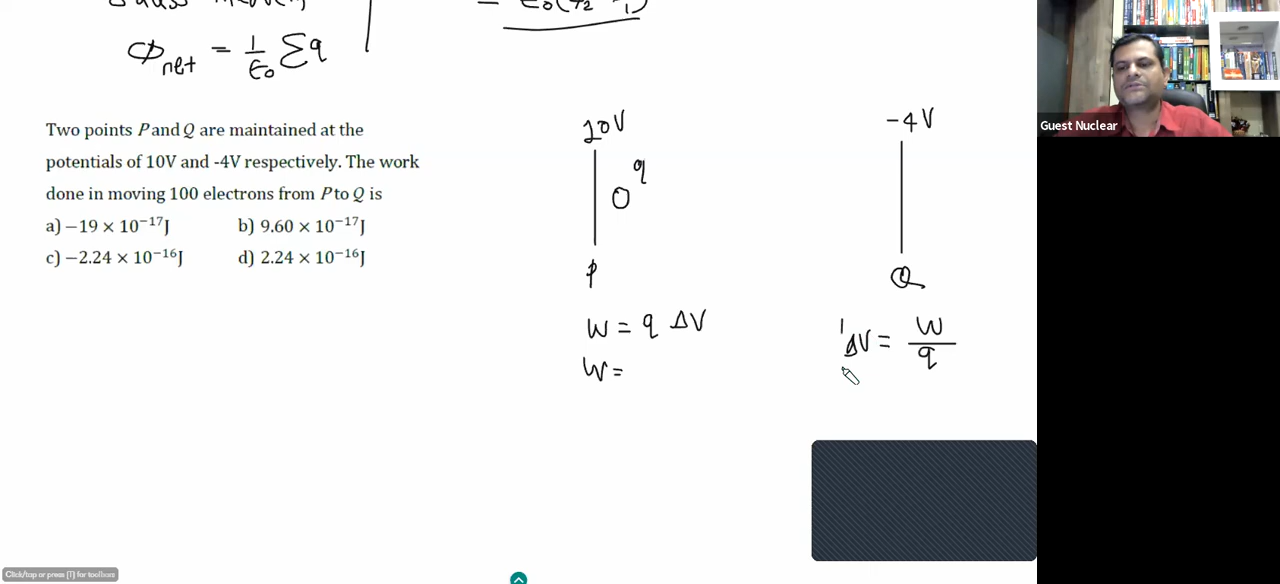 Φnet = 1/ε₀ Σq
= ε₀(
Two points P and Q are maintained at the
potentials of 10V and -4V respectively. The work
done in moving 100 electrons from P to Q is
a) −19 × 10⁻¹⁷J b) 9.60 × 10⁻¹⁷J
c) −2.24 × 10⁻¹⁶J d) 2.24 × 10⁻¹⁶J
10V
q
P
W = q ΔV
W =
-4V
Q
ΔV = W/q
Guest Nuclear
Click/tap or press [T] for toolbars